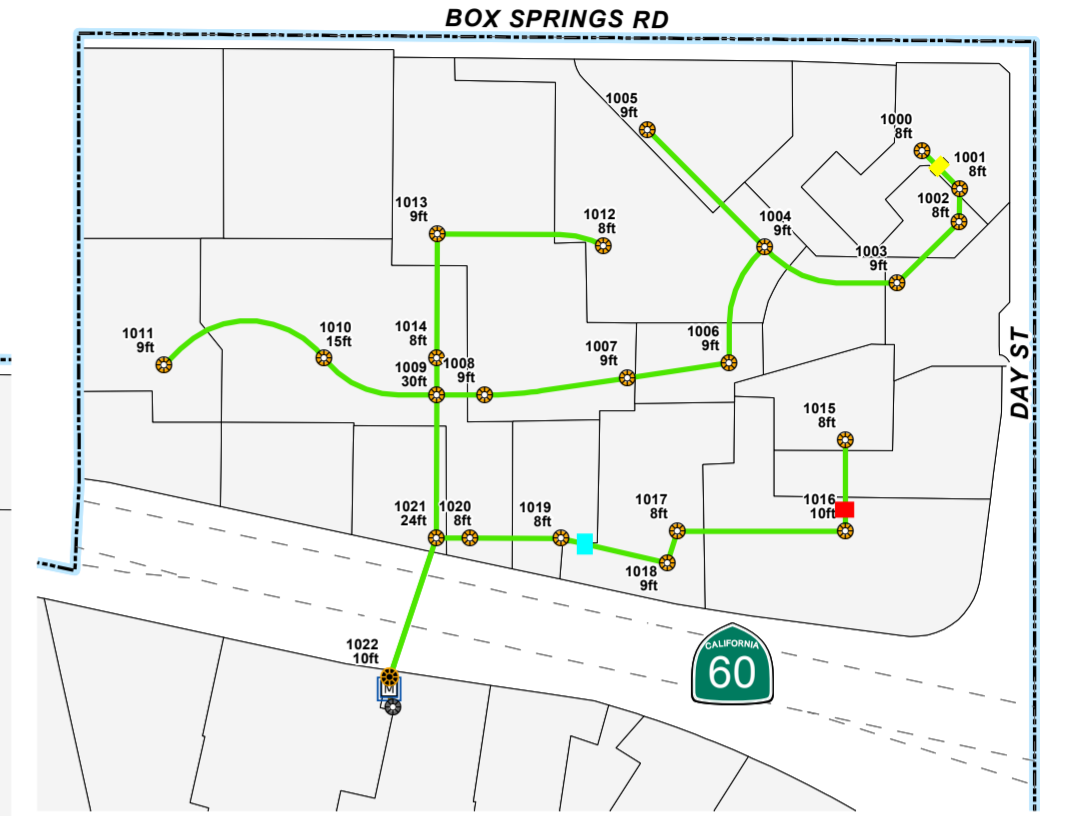 BOX SPRINGS RD
1005
9ft
1000
8ft
1001
8ft
1002
8ft
1013
9ft
1012
8ft
1004
9ft
1003
9ft
1011
9ft
1010
15ft
1014
8ft
1009
30ft
1008
9ft
1007
9ft
1006
9ft
DAY ST
1015
8ft
1016
10ft
1021
24ft
1020
8ft
1019
8ft
1017
8ft
1018
9ft
1022
10ft
M
CALIFORNIA
60